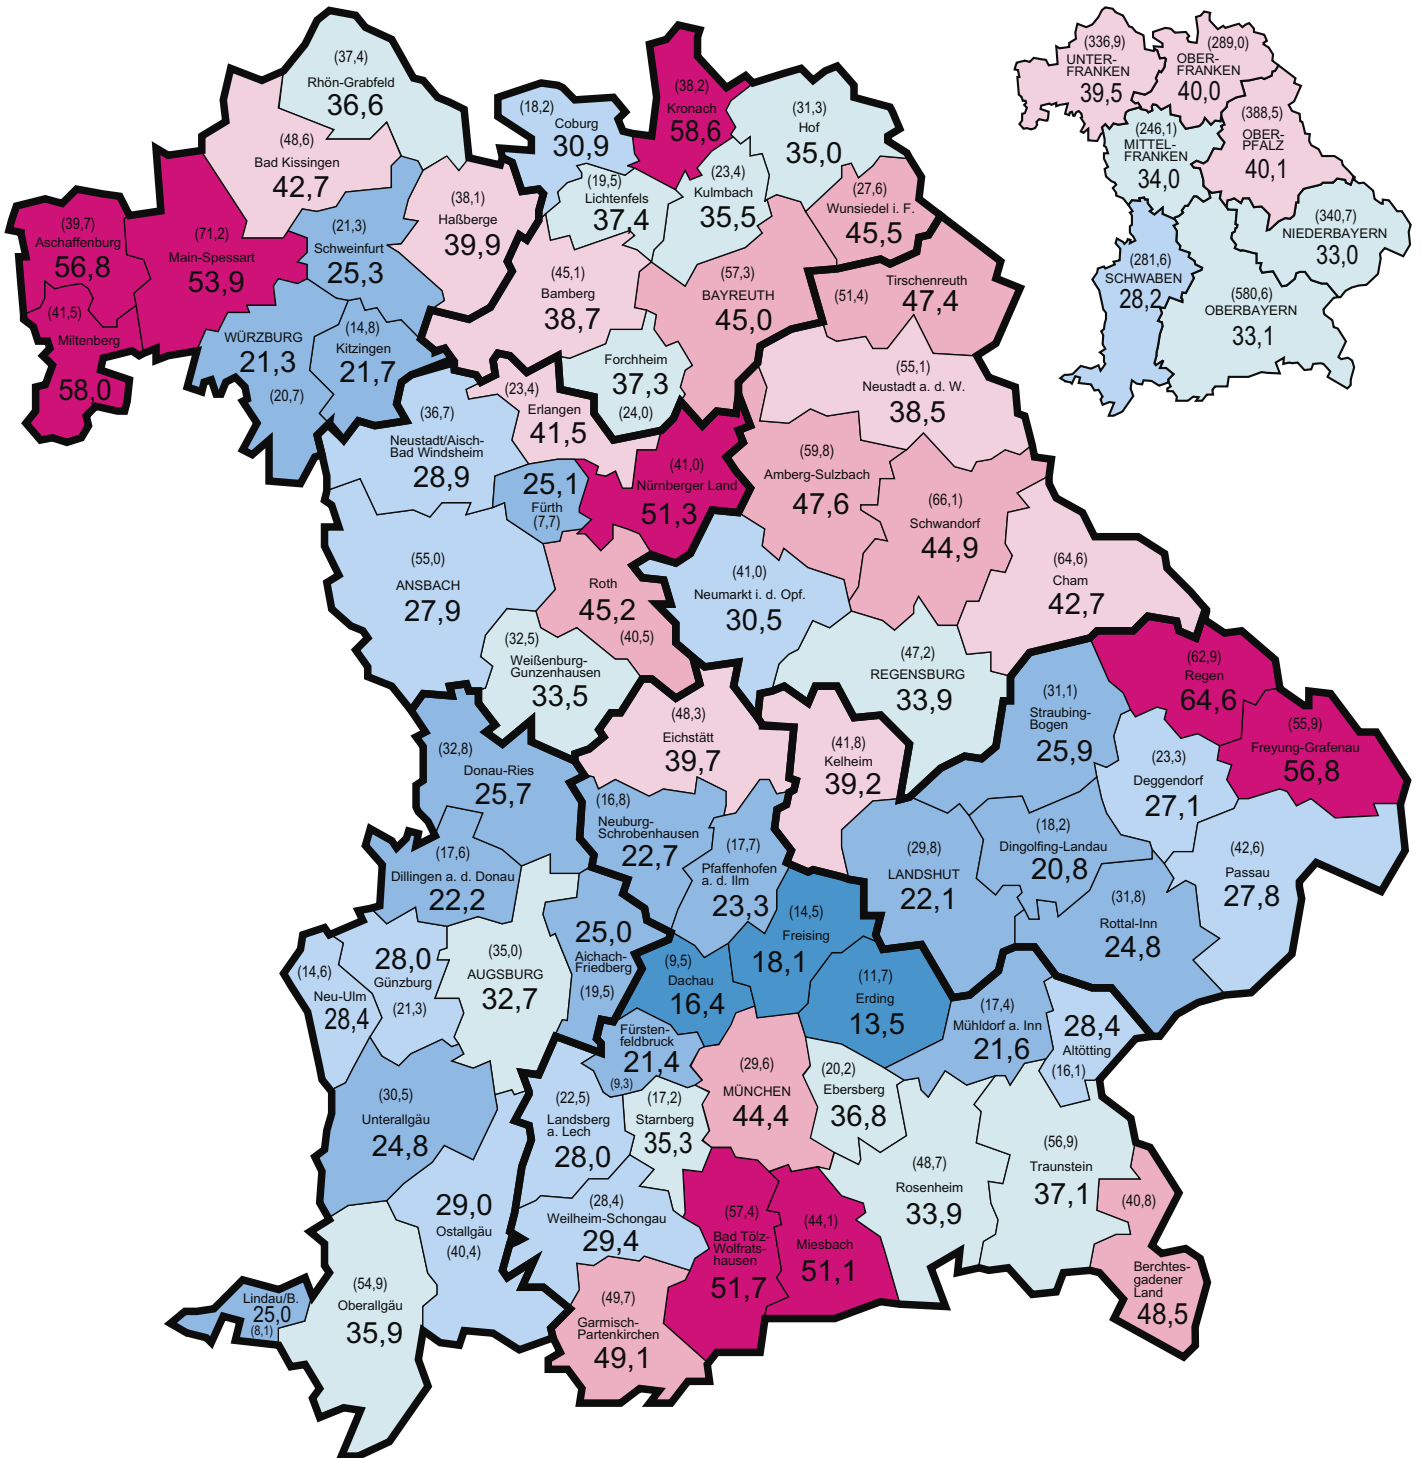 (37,4)
Rhön-Grabfeld
36,6
(48,6)
Bad Kissingen
42,7
(39,7)
Aschaffenburg
56,8
(71,2)
Main-Spessart
53,9
(41,5)
Miltenberg
58,0
(21,3)
Schweinfurt
25,3
(38,1)
Haßberge
39,9
WÜRZBURG
21,3
(20,7)
(14,8)
Kitzingen
21,7
(18,2)
Coburg
30,9
(38,2)
Kronach
58,6
(31,3)
Hof
35,0
(19,5)
Lichtenfels
37,4
(23,4)
Kulmbach
35,5
(27,6)
Wunsiedel i. F.
45,5
(45,1)
Bamberg
38,7
(57,3)
BAYREUTH
45,0
Forchheim
37,3
(24,0)
Tirschenreuth
(51,4)
47,4
(55,1)
Neustadt a. d. W.
38,5
(59,8)
Amberg-Sulzbach
47,6
(66,1)
Schwandorf
44,9
(64,6)
Cham
42,7
(41,0)
Neumarkt i. d. Opf.
30,5
(47,2)
REGENSBURG
33,9
(36,7)
Neustadt/Aisch-
Bad Windsheim
28,9
(23,4)
Erlangen
41,5
25,1
Fürth
(7,7)
(41,0)
Nürnberger Land
51,3
(55,0)
ANSBACH
27,9
Roth
45,2
(40,5)
(32,5)
Weißenburg-
Gunzenhausen
33,5
(62,9)
Regen
64,6
(55,9)
Freyung-Grafenau
56,8
(31,1)
Straubing-
Bogen
25,9
(23,3)
Deggendorf
27,1
(41,8)
Kelheim
39,2
(29,8)
LANDSHUT
22,1
(18,2)
Dingolfing-Landau
20,8
(42,6)
Passau
27,8
(31,8)
Rottal-Inn
24,8
(48,3)
Eichstätt
39,7
(16,8)
Neuburg-
Schrobenhausen
22,7
(17,7)
Pfaffenhofen
a. d. Ilm
23,3
(14,5)
Freising
18,1
(9,5)
Dachau
16,4
(11,7)
Erding
13,5
(17,4)
Mühldorf a. Inn
21,6
28,4
Altötting
(16,1)
Fürsten-
feldbruck
21,4
(9,3)
(29,6)
MÜNCHEN
44,4
(20,2)
Ebersberg
36,8
(22,5)
Landsberg
a. Lech
28,0
(17,2)
Starnberg
35,3
(28,4)
Weilheim-Schongau
29,4
(57,4)
Bad Tölz-
Wolfrats-
hausen
51,7
(44,1)
Miesbach
51,1
(48,7)
Rosenheim
33,9
(56,9)
Traunstein
37,1
(40,8)
Berchtes-
gadener
Land
48,5
(49,7)
Garmisch-
Partenkirchen
49,1
(32,8)
Donau-Ries
25,7
(17,6)
Dillingen a. d. Donau
22,2
(35,0)
AUGSBURG
32,7
25,0
Aichach-
Friedberg
(19,5)
28,0
Günzburg
(21,3)
(14,6)
Neu-Ulm
28,4
(30,5)
Unterallgäu
24,8
29,0
Ostallgäu
(40,4)
(54,9)
Oberallgäu
35,9
Lindau/B.
25,0
(8,1)
(336,9)
UNTER-
FRANKEN
39,5
(289,0)
OBER-
FRANKEN
40,0
(388,5)
OBER-
PFALZ
40,1
(246,1)
MITTEL-
FRANKEN
34,0
(340,7)
NIEDERBAYERN
33,0
(281,6)
SCHWABEN
28,2
(580,6)
OBERBAYERN
33,1